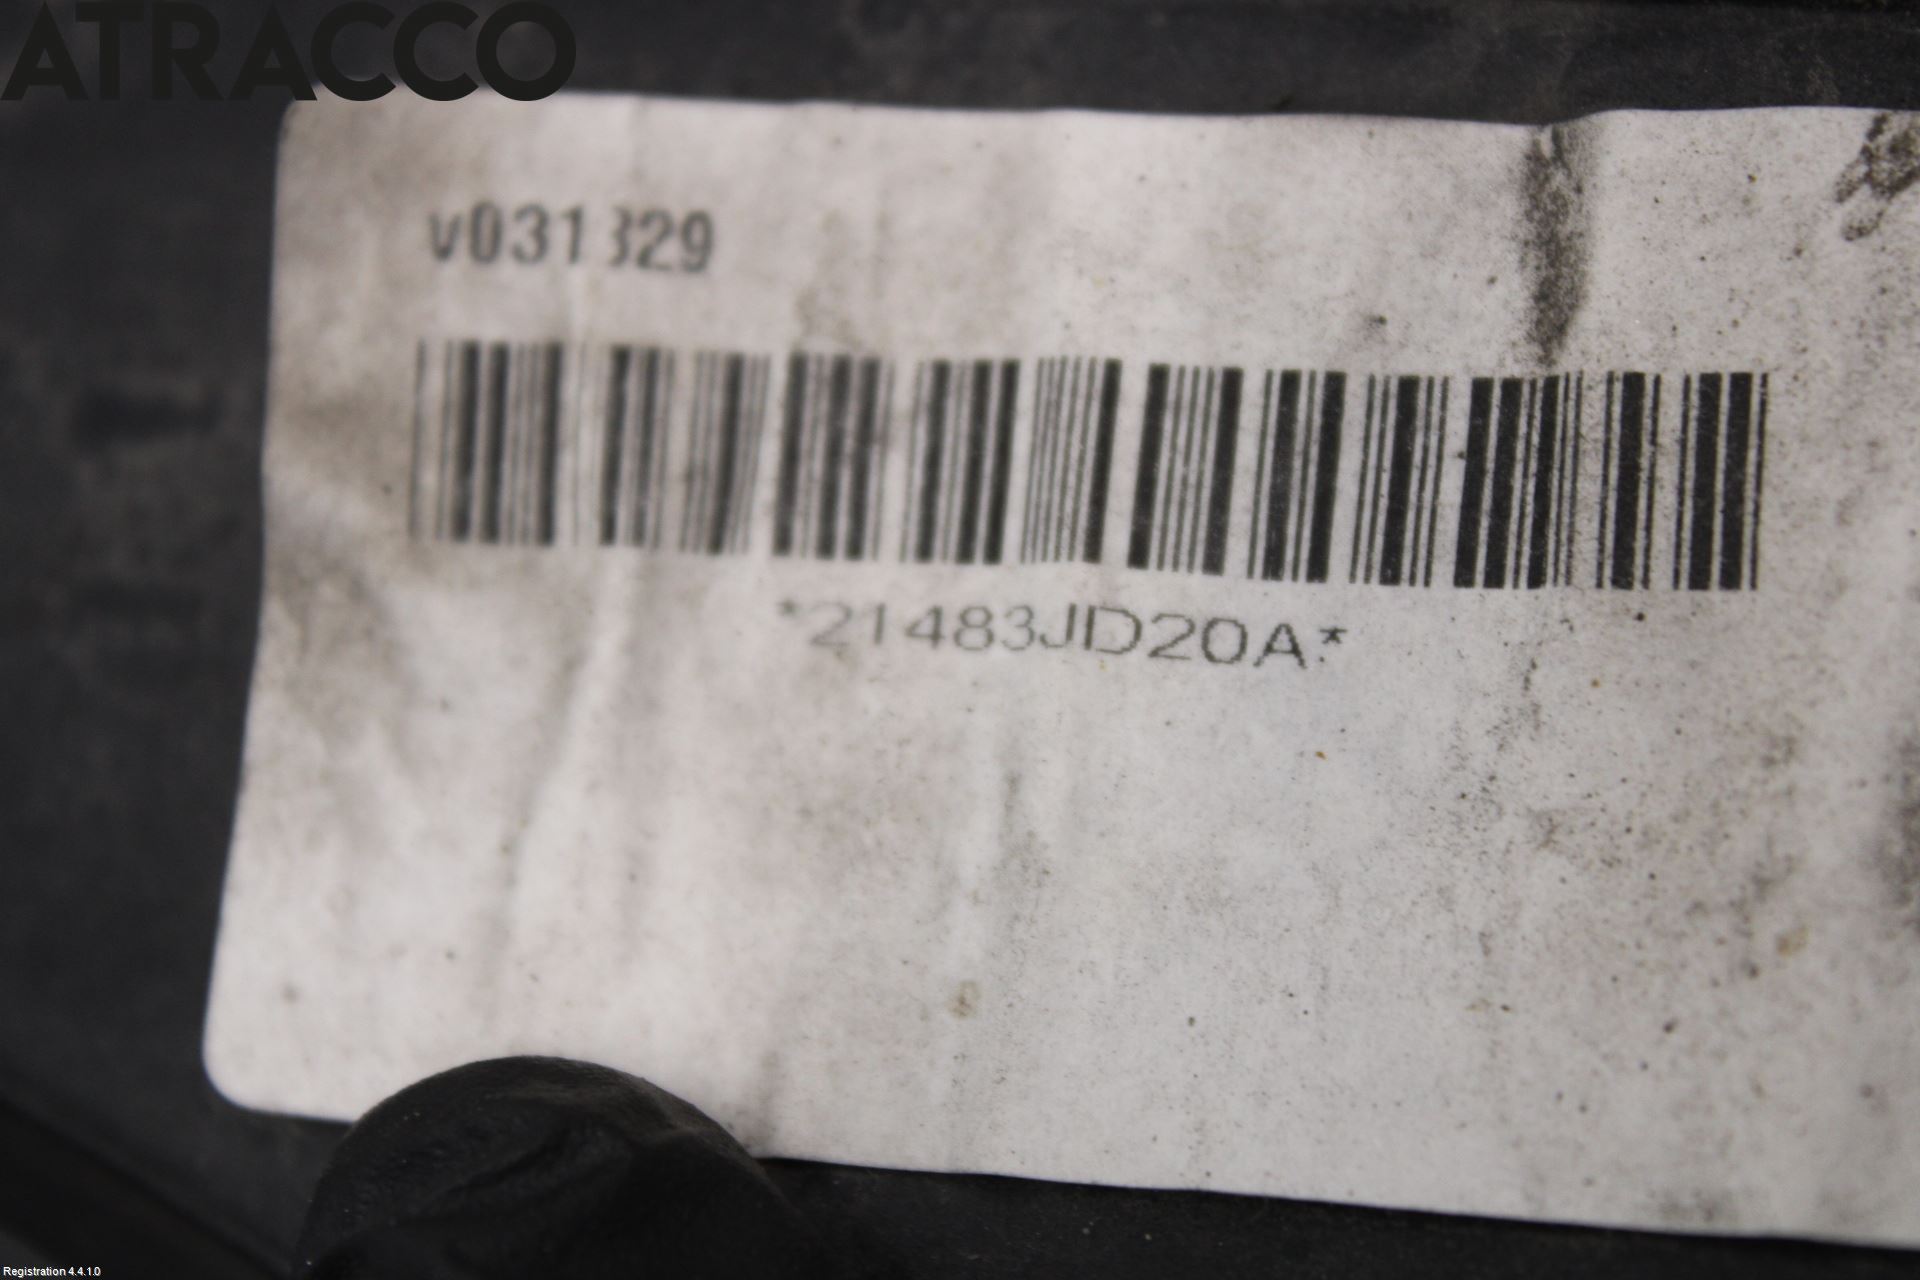 ATRACCO
v031329
*21483JD20A*
Registration 4.4.1.0